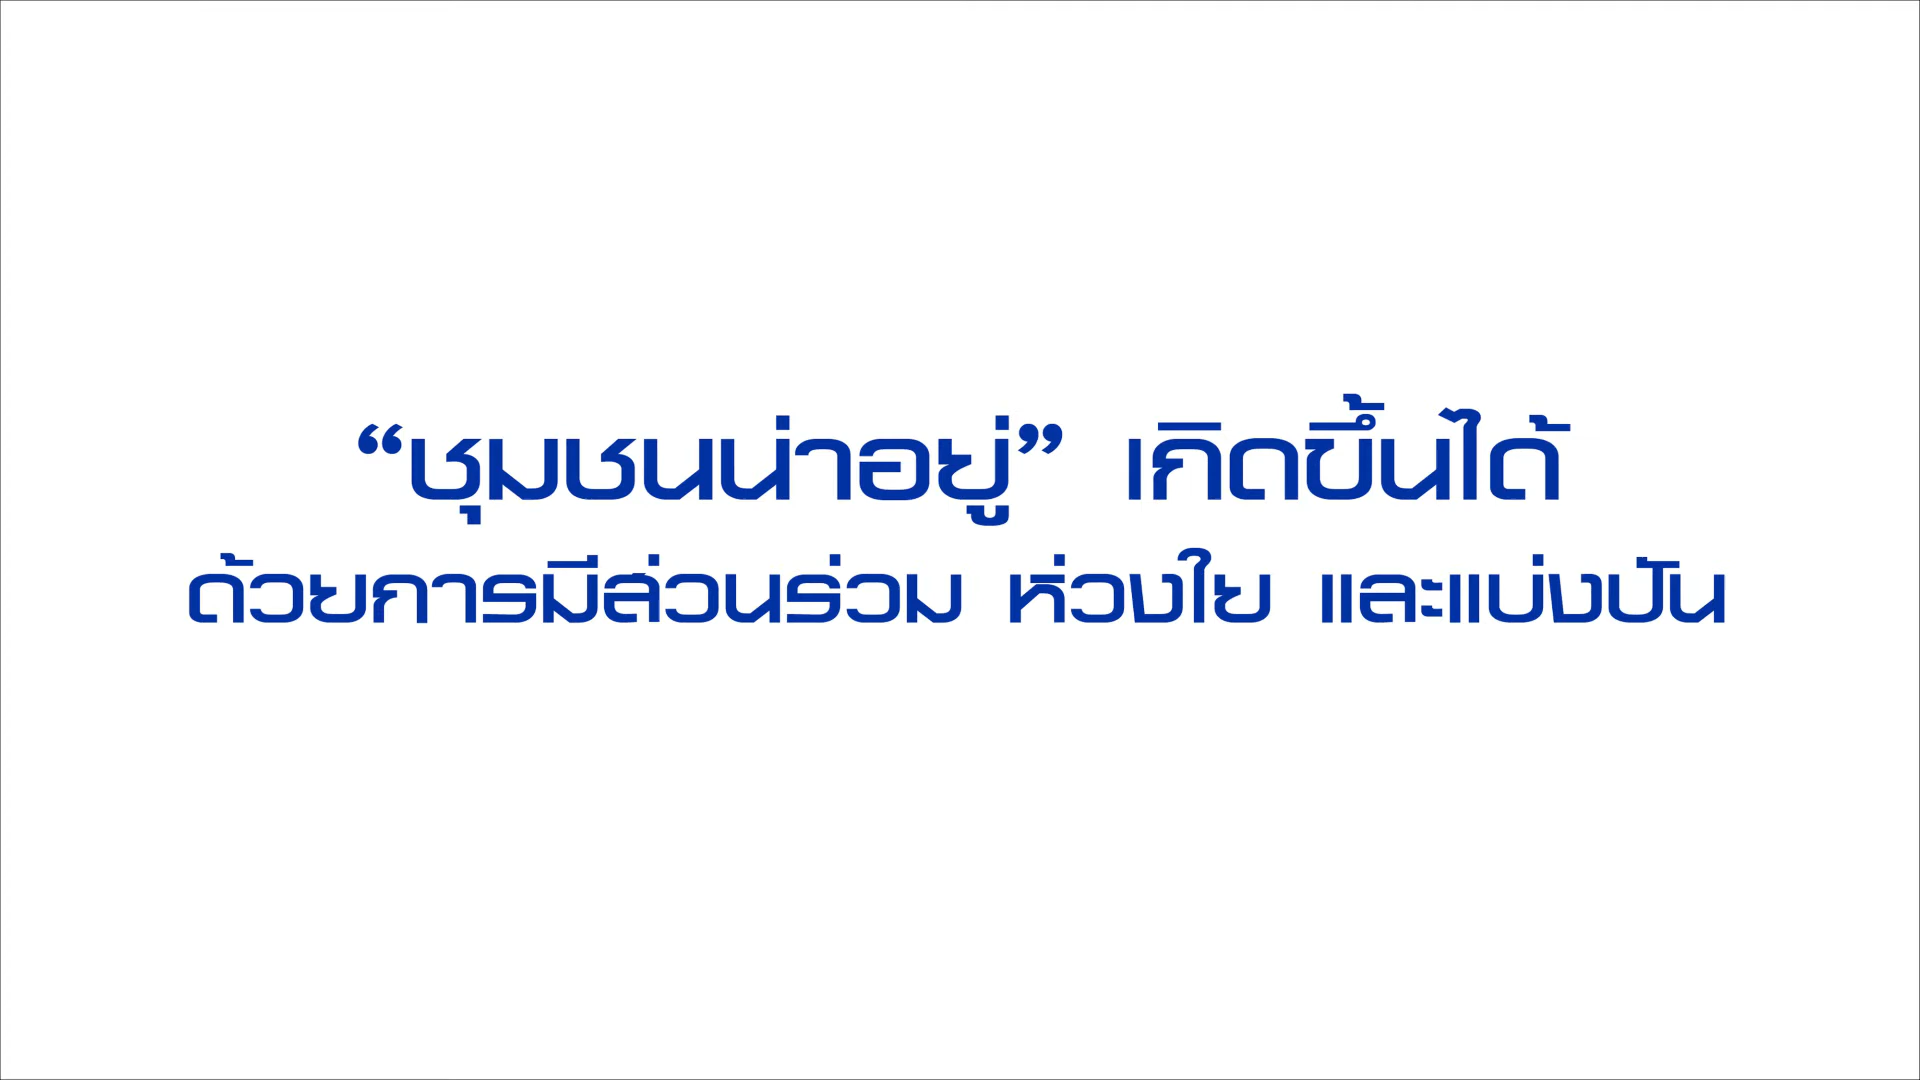 “ชุมชนน่าอยู่” เกิดขึ้นได้
ด้วยการมีส่วนร่วม ห่วงใย และแบ่งปัน